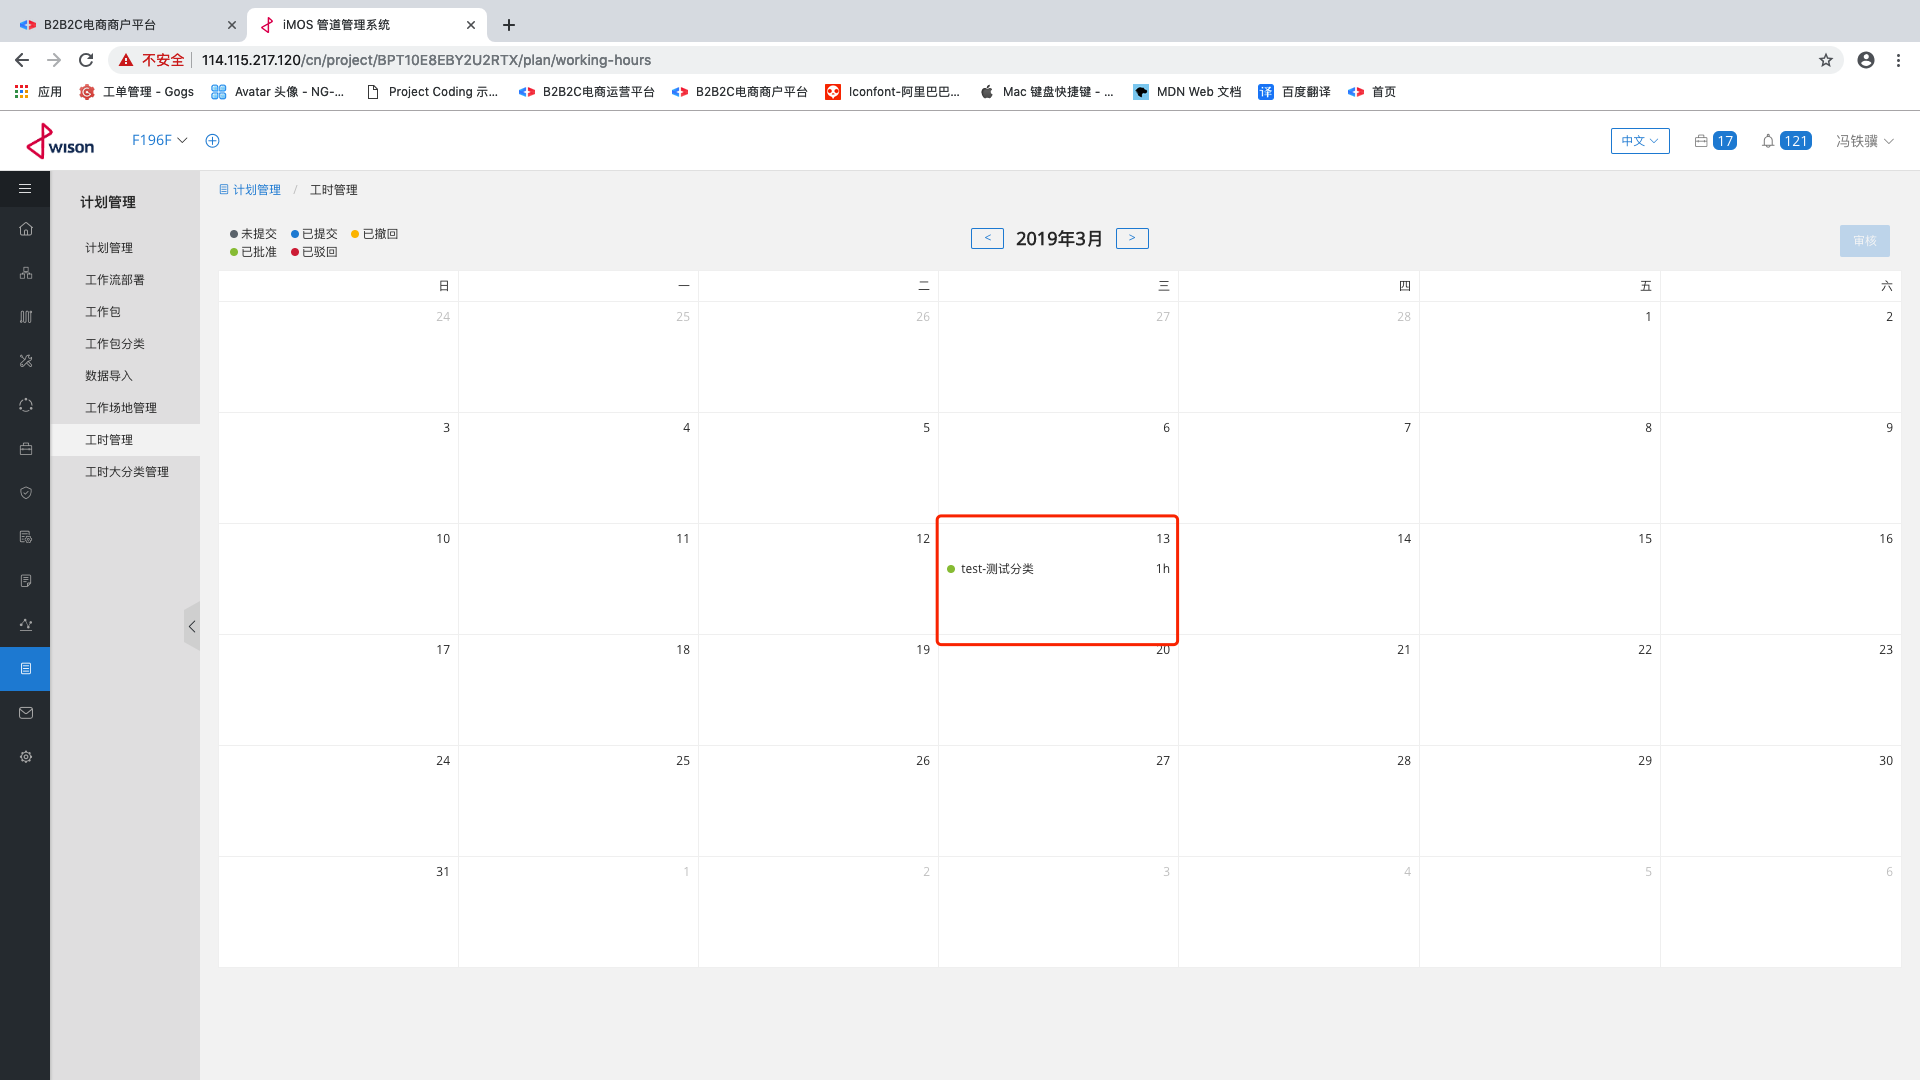 B2B2C电商商户平台
iMOS 管道管理系统
不安全 114.115.217.120/cn/project/BPT10E8EBY2U2RTX/plan/working-hours
应用 工单管理 - Gogs Avatar 头像 - NG-... Project Coding 示... B2B2C电商运营平台 B2B2C电商商户平台 Iconfont-阿里巴巴... Mac 键盘快捷键 - ... MDN Web 文档 译 百度翻译 首页
wison F196F 中文 17 121 冯铁骥
计划管理
计划管理
工作流部署
工作包
工作包分类
数据导入
工作场地管理
工时管理
工时大分类管理
计划管理 / 工时管理
未提交 已提交 已撤回
已批准 已驳回
< 2019年3月 >
审核
日 一 二 三 四 五 六
24 25 26 27 28 1 2
3 4 5 6 7 8 9
10 11 12 13 14 15 16
test-测试分类 1h
17 18 19 20 21 22 23
24 25 26 27 28 29 30
31 1 2 3 4 5 6